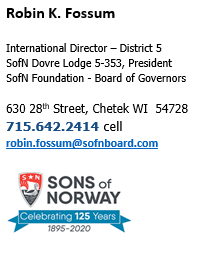 Robin K. Fossum
International Director – District 5
SofN Dovre Lodge 5-353, President
SofN Foundation - Board of Governors
630 28th Street, Chetek WI  54728
715.642.2414 cell
robin.fossum@sofnboard.com
SONS of
NORWAY
Celebrating 125 Years
1895-2020